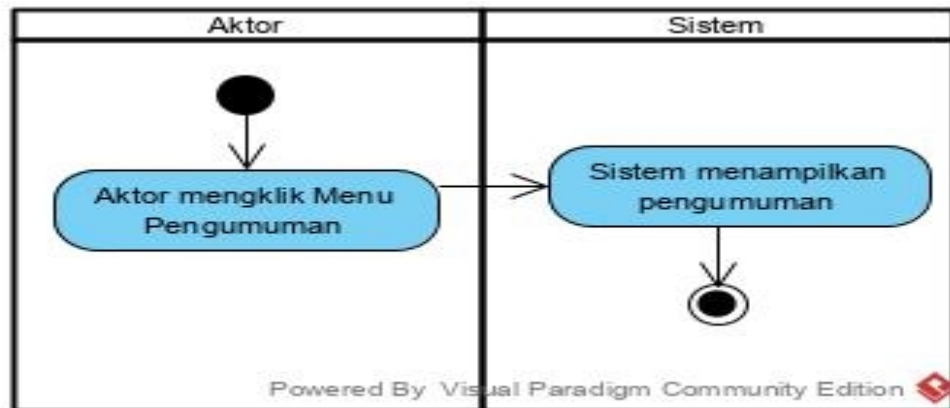 Aktor
Sistem
Aktor mengklik Menu
Pengumuman
Sistem menampilkan
pengumuman
Powered By Visual Paradigm Community Edition